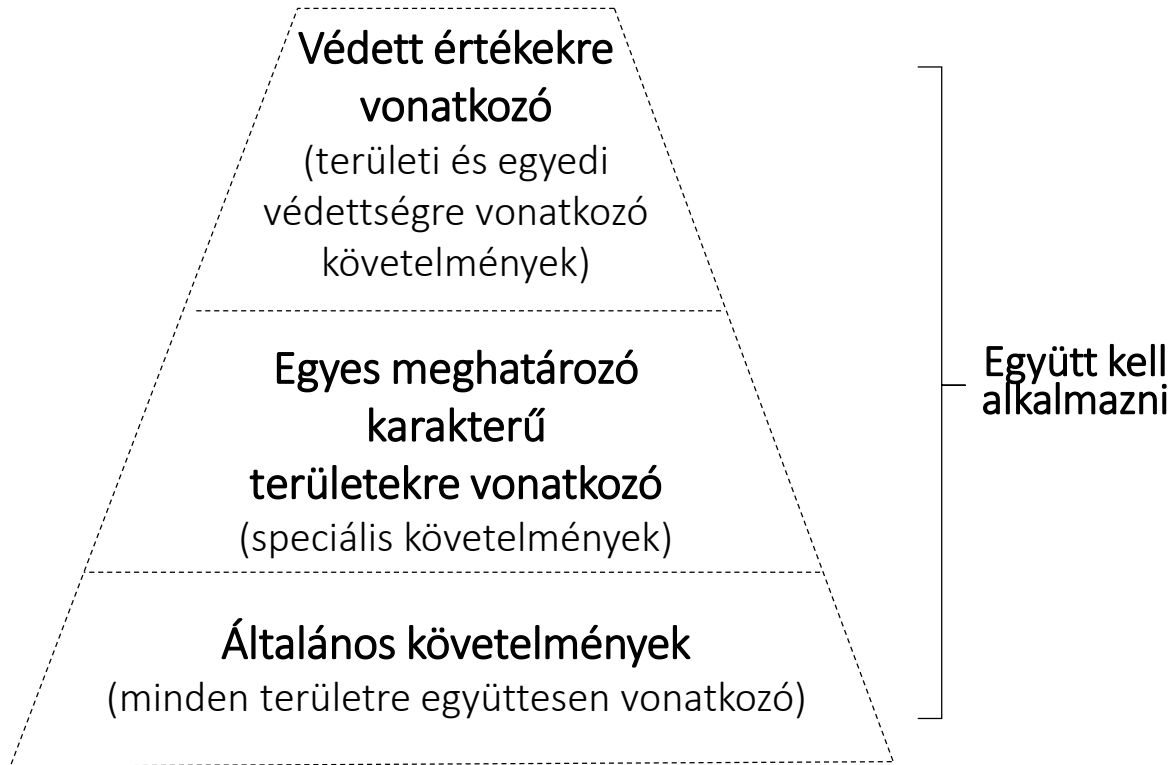 Védett értékekre
vonatkozó
(területi és egyedi
védettségre vonatkozó
követelmények)
Egyes meghatározó
karakterű
területekre vonatkozó
(speciális követelmények)
Általános követelmények
(minden területre együttesen vonatkozó)
Együtt kell
alkalmazni